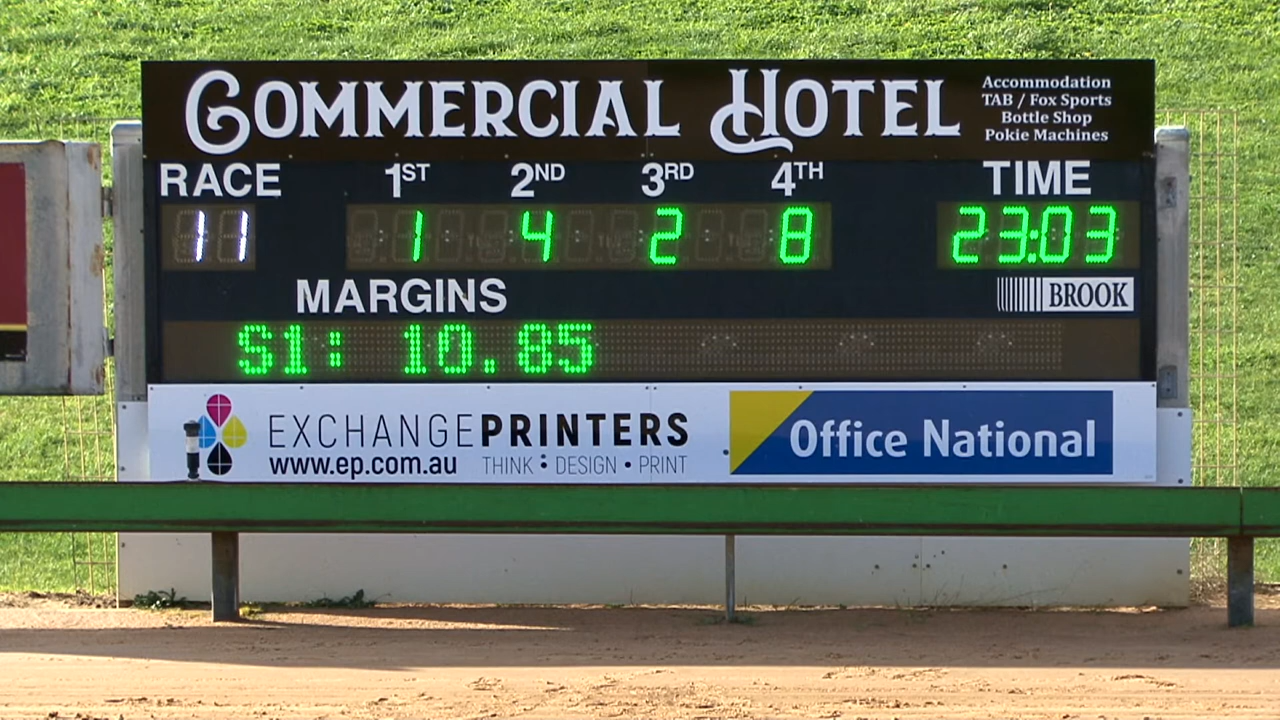 COMMERCIAL HOTEL
Accommodation
TAB / Fox Sports
Bottle Shop
Pokie Machines
RACE 1ST 2ND 3RD 4TH TIME
11 1 4 2 8 23:03
MARGINS
BROOK
S1: 10.85
EXCHANGEPRINTERS
www.ep.com.au THINK • DESIGN • PRINT
Office National